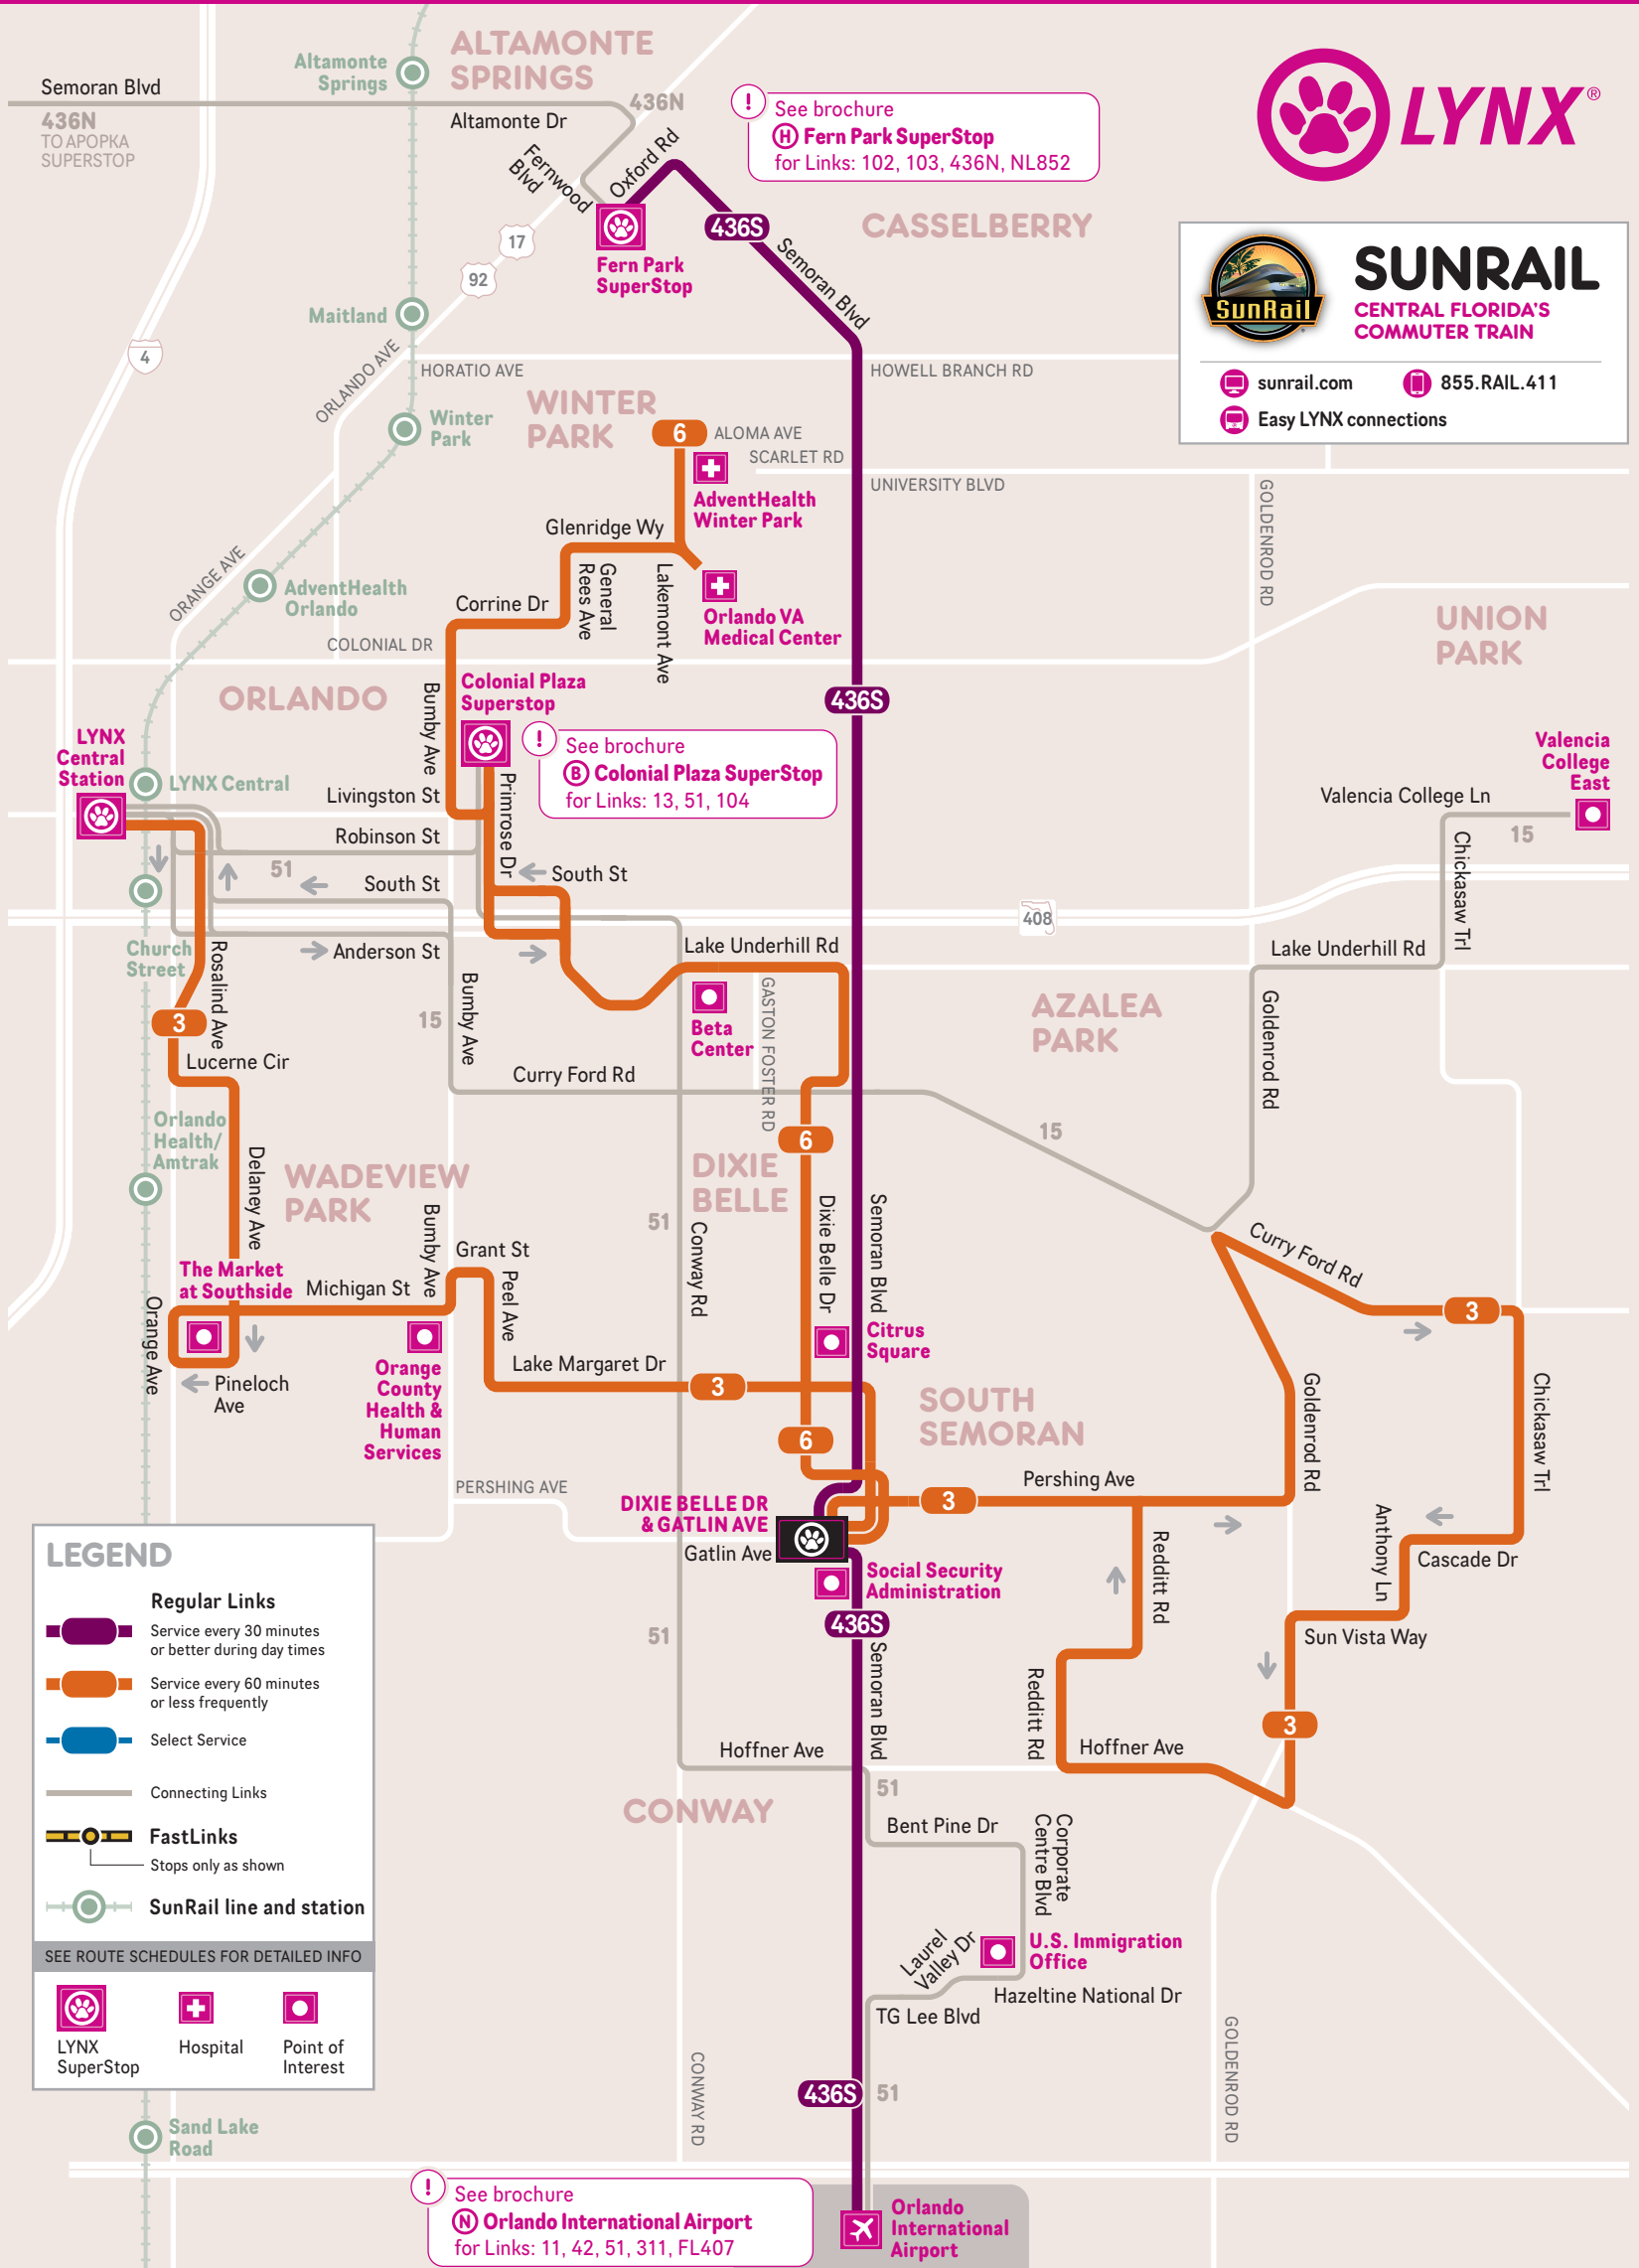 ALTAMONTE
SPRINGS
Altamonte
Springs
Semoran Blvd
436N
TO APOPKA
SUPERSTOP
436N
Altamonte Dr
Fernwood
Blvd
Oxford Rd
!
See brochure
H Fern Park SuperStop
for Links: 102, 103, 436N, NL852
LYNX®
CASSELBERRY
436S
Semoran Blvd
17
92
Fern Park
SuperStop
SunRail
SUNRAIL
CENTRAL FLORIDA'S
COMMUTER TRAIN
sunrail.com
855.RAIL.411
Easy LYNX connections
Maitland
4
ORLANDO AVE
HORATIO AVE
HOWELL BRANCH RD
WINTER
PARK
Winter
Park
6
ALOMA AVE
SCARLET RD
UNIVERSITY BLVD
GOLDENROD RD
AdventHealth
Winter Park
Glenridge Wy
General
Rees Ave
Lakemont Ave
Orlando VA
Medical Center
ORANGE AVE
AdventHealth
Orlando
Corrine Dr
COLONIAL DR
UNION
PARK
ORLANDO
Bumby Ave
Colonial Plaza
Superstop
436S
!
See brochure
B Colonial Plaza SuperStop
for Links: 13, 51, 104
LYNX
Central
Station
LYNX Central
Livingston St
Primrose Dr
Robinson St
51
South St
South St
Valencia
College
East
Valencia College Ln
15
Chickasaw Trl
408
Church
Street
Rosalind Ave
Anderson St
Lake Underhill Rd
Lake Underhill Rd
Bumby Ave
15
3
Lucerne Cir
Beta
Center
GASTON FOSTER RD
AZALEA
PARK
Goldenrod Rd
Curry Ford Rd
15
6
Orlando
Health/
Amtrak
Delaney Ave
WADEVIEW
PARK
DIXIE
BELLE
51
Conway Rd
Dixie Belle Dr
Semoran Blvd
Bumby Ave
Grant St
Peel Ave
Curry Ford Rd
3
The Market
at Southside
Michigan St
Orange Ave
Pineloch
Ave
Orange
County
Health &
Human
Services
Lake Margaret Dr
3
Citrus
Square
SOUTH
SEMORAN
6
Goldenrod Rd
Chickasaw Trl
PERSHING AVE
Pershing Ave
3
DIXIE BELLE DR
& GATLIN AVE
Gatlin Ave
Social Security
Administration
436S
Redditt Rd
Anthony Ln
Cascade Dr
Sun Vista Way
51
Semoran Blvd
Redditt Rd
3
Hoffner Ave
Hoffner Ave
51
CONWAY
Bent Pine Dr
Corporate
Centre Blvd
Laurel
Valley Dr
U.S. Immigration
Office
Hazeltine National Dr
TG Lee Blvd
CONWAY RD
436S
51
GOLDENROD RD
LEGEND
Regular Links
Service every 30 minutes
or better during day times
Service every 60 minutes
or less frequently
Select Service
Connecting Links
FastLinks
Stops only as shown
SunRail line and station
SEE ROUTE SCHEDULES FOR DETAILED INFO
LYNX
SuperStop
Hospital
Point of
Interest
Sand Lake
Road
!
See brochure
N Orlando International Airport
for Links: 11, 42, 51, 311, FL407
Orlando
International
Airport